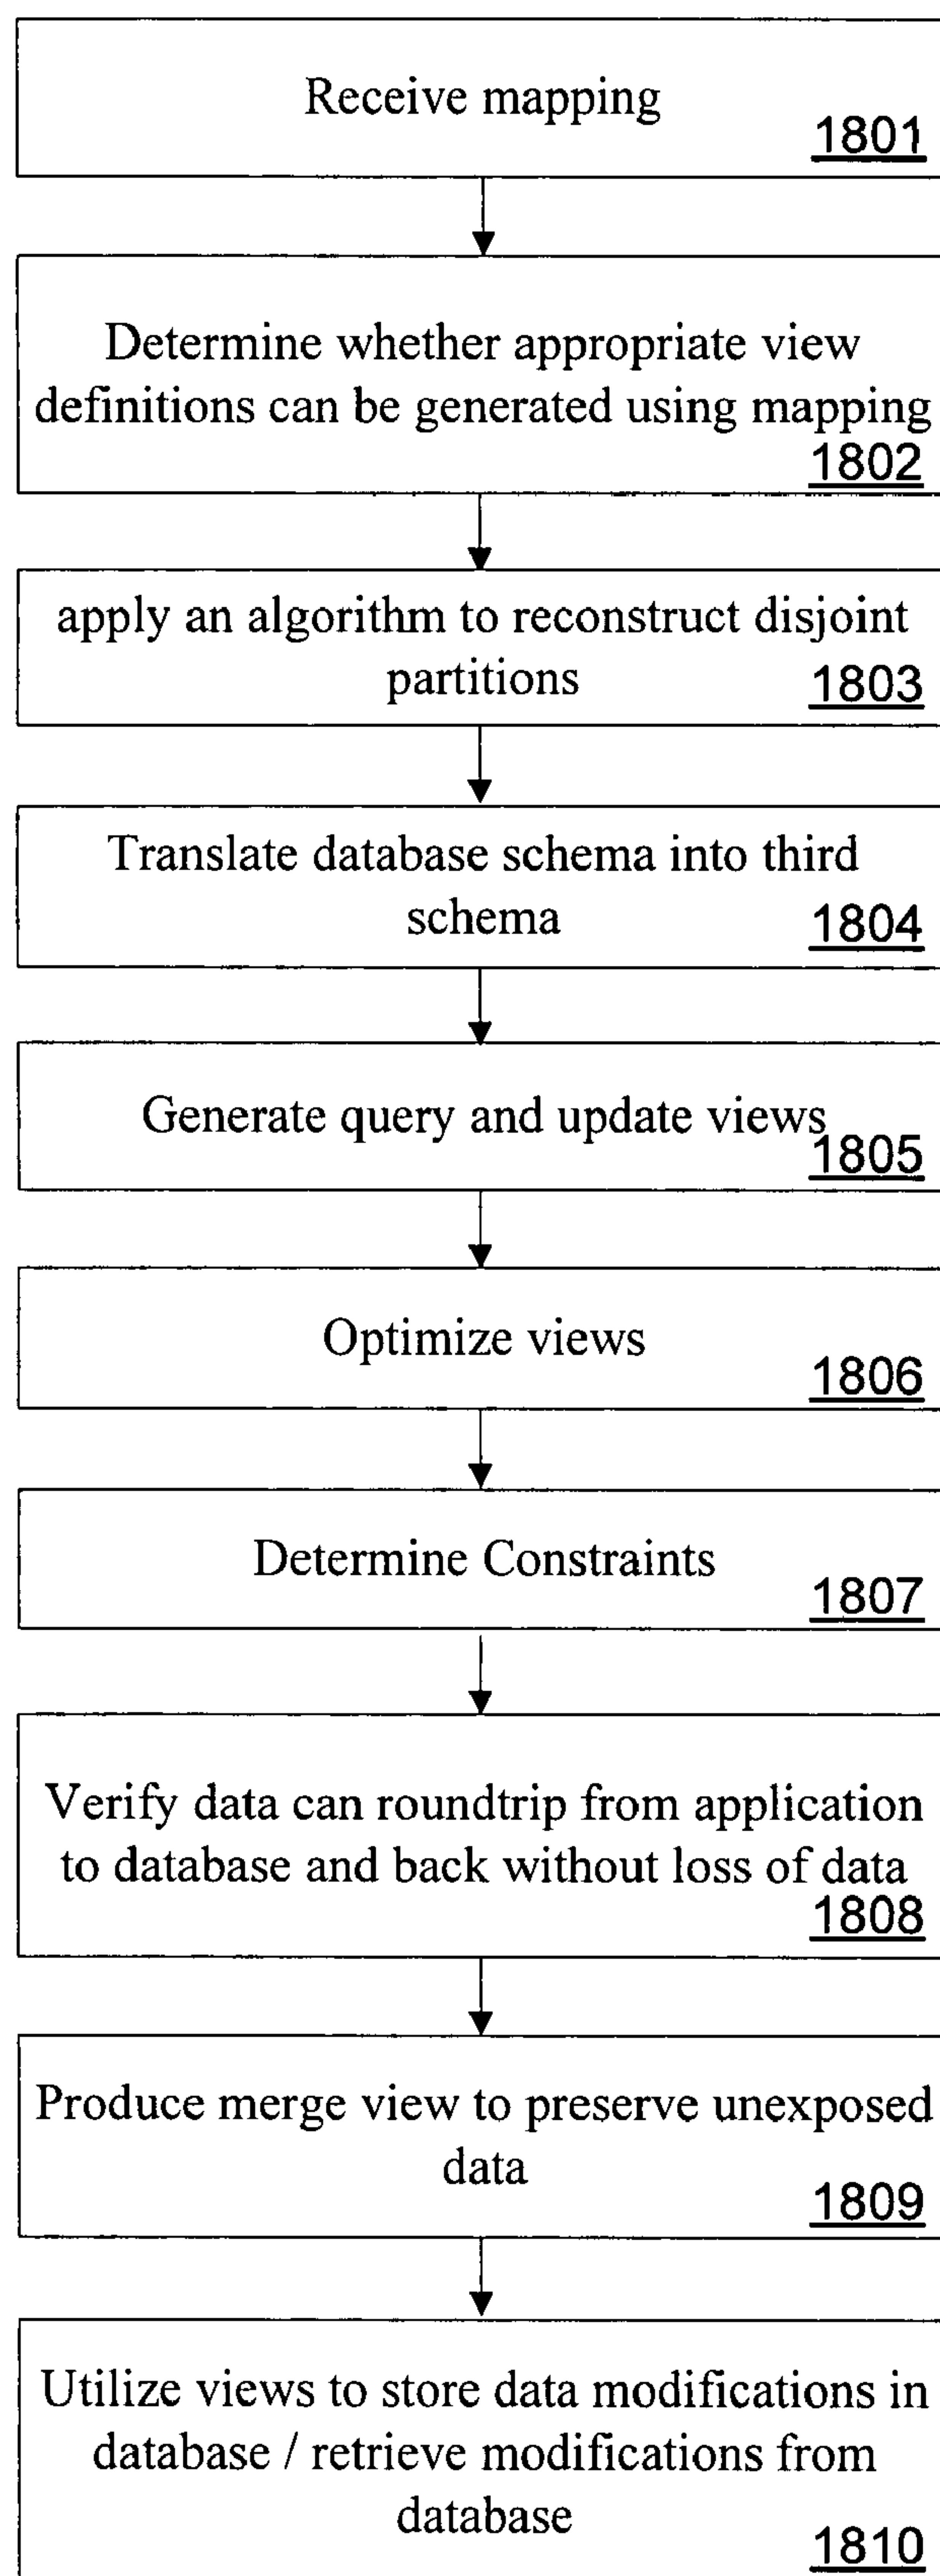 Receive mapping
1801
Determine whether appropriate view
definitions can be generated using mapping
1802
apply an algorithm to reconstruct disjoint
partitions
1803
Translate database schema into third
schema
1804
Generate query and update views
1805
Optimize views
1806
Determine Constraints
1807
Verify data can roundtrip from application
to database and back without loss of data
1808
Produce merge view to preserve unexposed
data
1809
Utilize views to store data modifications in
database / retrieve modifications from
database
1810